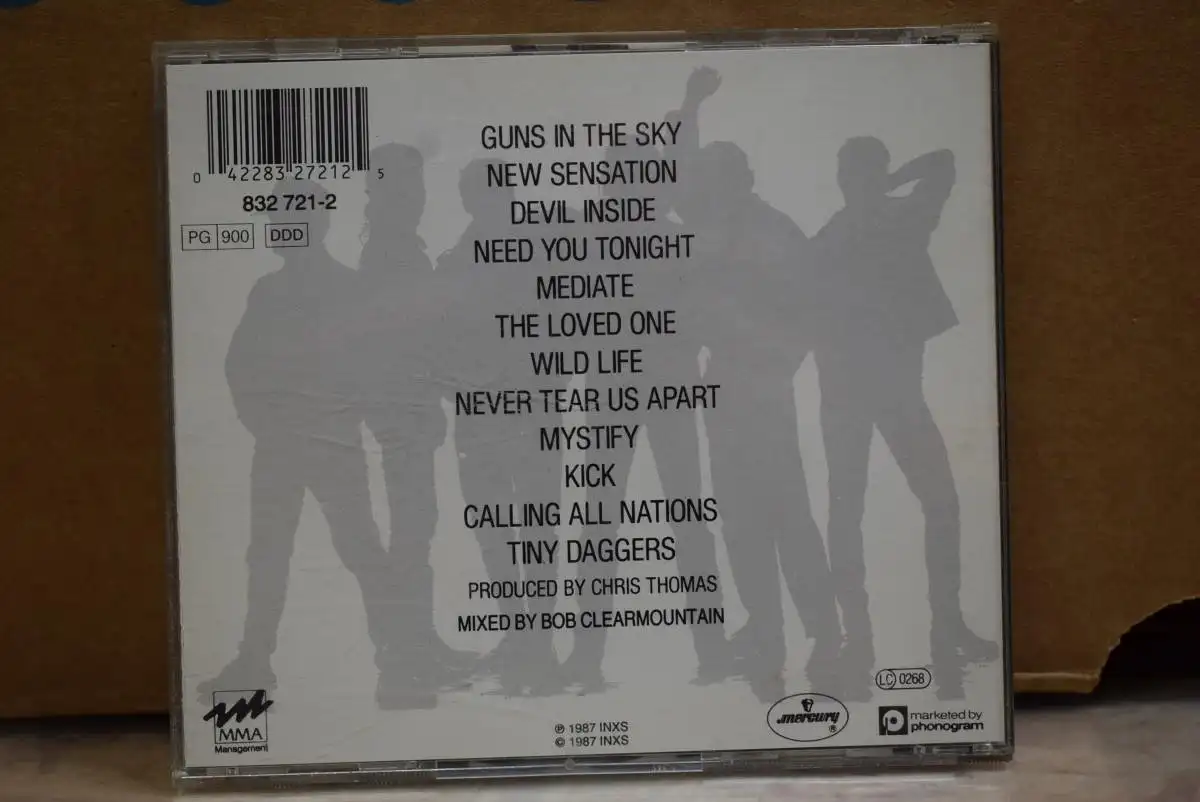 0 42283 27212 5
832 721-2
PG 900 DDD
GUNS IN THE SKY
NEW SENSATION
DEVIL INSIDE
NEED YOU TONIGHT
MEDIATE
THE LOVED ONE
WILD LIFE
NEVER TEAR US APART
MYSTIFY
KICK
CALLING ALL NATIONS
TINY DAGGERS
PRODUCED BY CHRIS THOMAS
MIXED BY BOB CLEARMOUNTAIN
MMA
Management
℗ 1987 INXS
© 1987 INXS
mercury ®
LC 0268
marketed by
phonogram